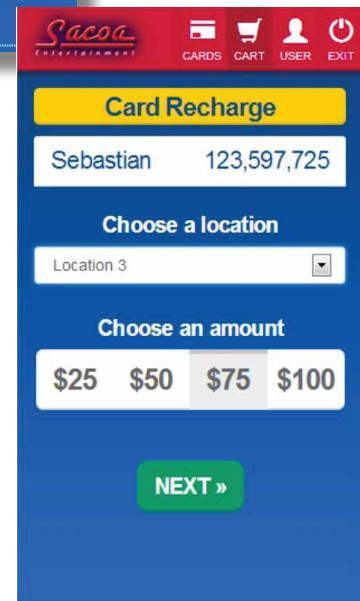 Sacoa
Entertainment
CARDS CART USER EXIT
Card Recharge
Sebastian 123,597,725
Choose a location
Location 3
Choose an amount
$25 $50 $75 $100
NEXT »